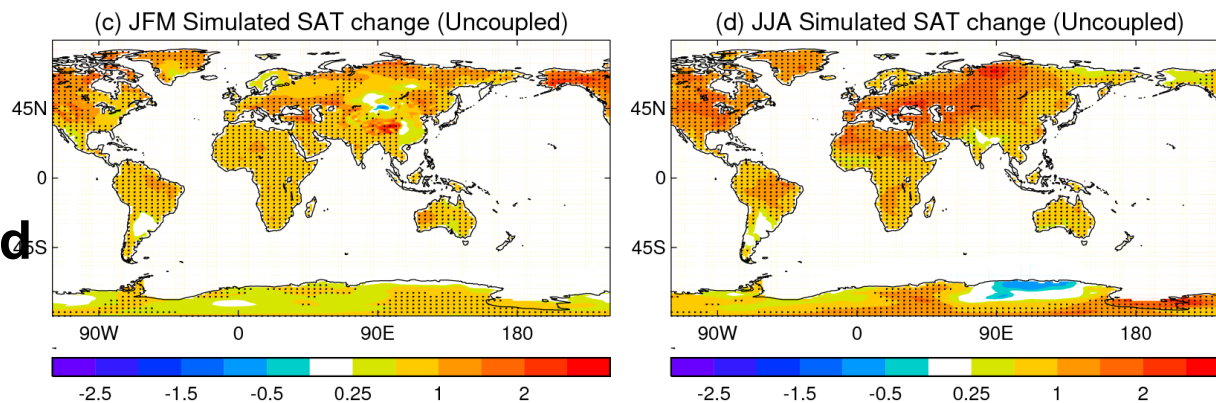 (c) JFM Simulated SAT change (Uncoupled)
45N
0
45S
90W 0 90E 180
-2.5 -1.5 -0.5 0.25 1 2
(d) JJA Simulated SAT change (Uncoupled)
45N
0
45S
90W 0 90E 180
-2.5 -1.5 -0.5 0.25 1 2
d